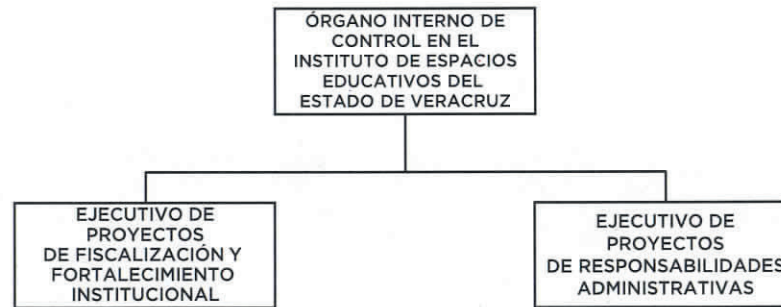 ÓRGANO INTERNO DE
CONTROL EN EL
INSTITUTO DE ESPACIOS
EDUCATIVOS DEL
ESTADO DE VERACRUZ
EJECUTIVO DE
PROYECTOS
DE FISCALIZACIÓN Y
FORTALECIMIENTO
INSTITUCIONAL
EJECUTIVO DE
PROYECTOS
DE RESPONSABILIDADES
ADMINISTRATIVAS